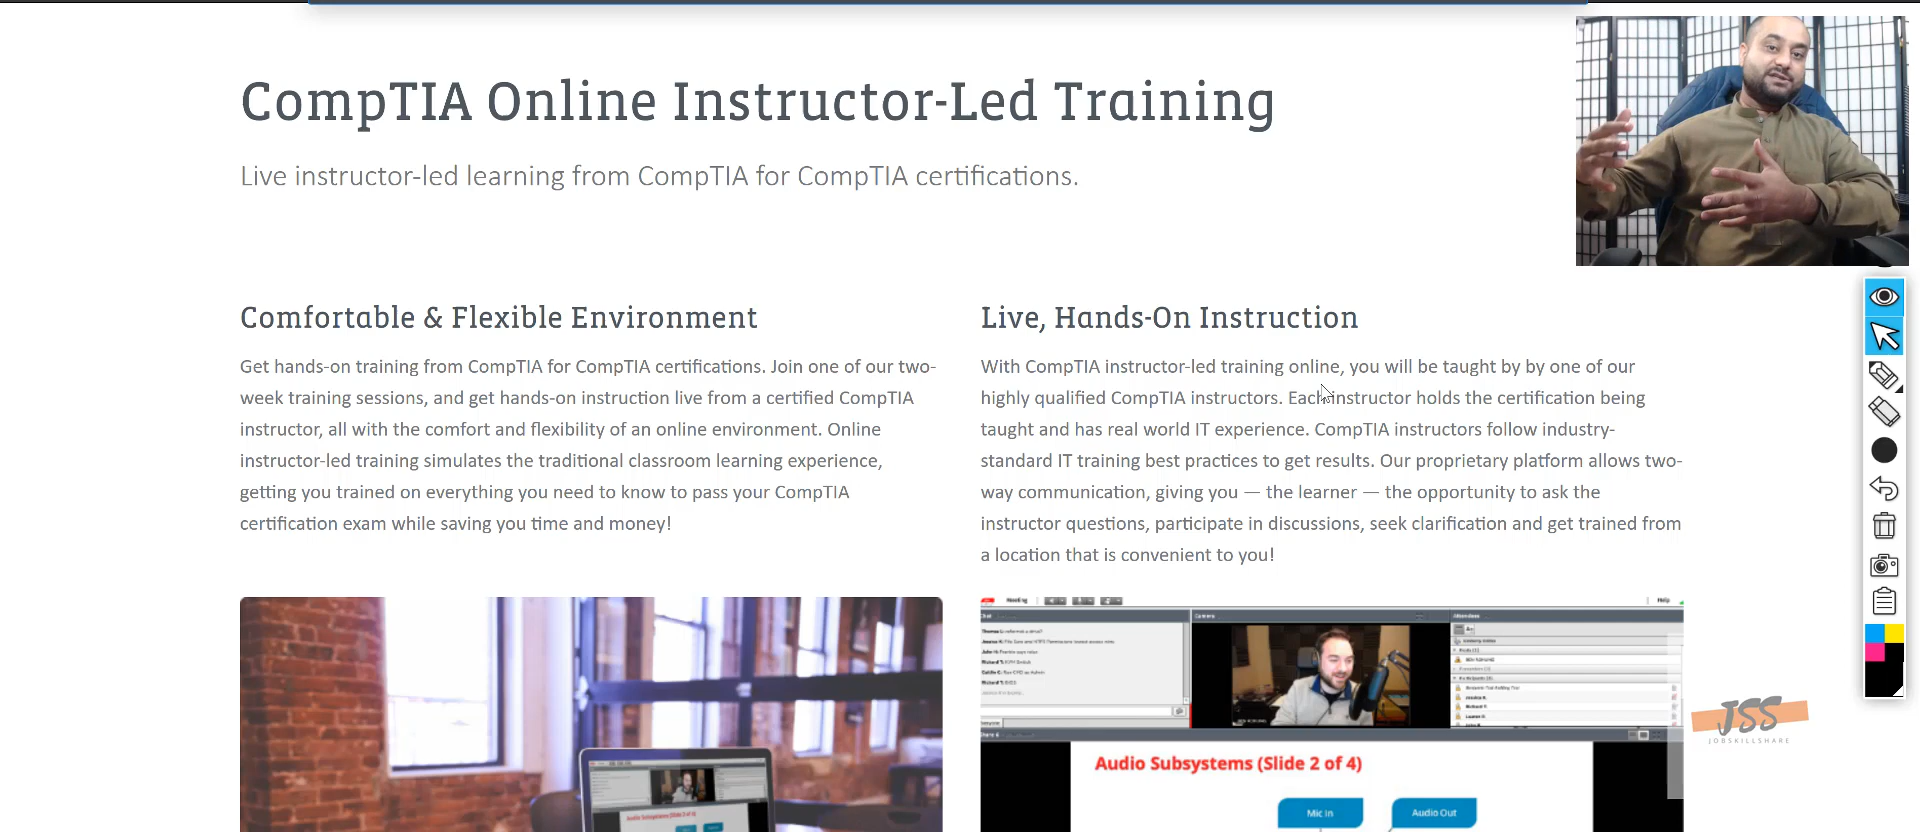 CompTIA Online Instructor-Led Training
Live instructor-led learning from CompTIA for CompTIA certifications.
Comfortable & Flexible Environment
Get hands-on training from CompTIA for CompTIA certifications. Join one of our two-
week training sessions, and get hands-on instruction live from a certified CompTIA
instructor, all with the comfort and flexibility of an online environment. Online
instructor-led training simulates the traditional classroom learning experience,
getting you trained on everything you need to know to pass your CompTIA
certification exam while saving you time and money!
Live, Hands-On Instruction
With CompTIA instructor-led training online, you will be taught by by one of our
highly qualified CompTIA instructors. Each instructor holds the certification being
taught and has real world IT experience. CompTIA instructors follow industry-
standard IT training best practices to get results. Our proprietary platform allows two-
way communication, giving you — the learner — the opportunity to ask the
instructor questions, participate in discussions, seek clarification and get trained from
a location that is convenient to you!
Meeting
Help
Audio Subsystems (Slide 2 of 4)
Mic In
Audio Out
JSS
JOBSKILLSHARE